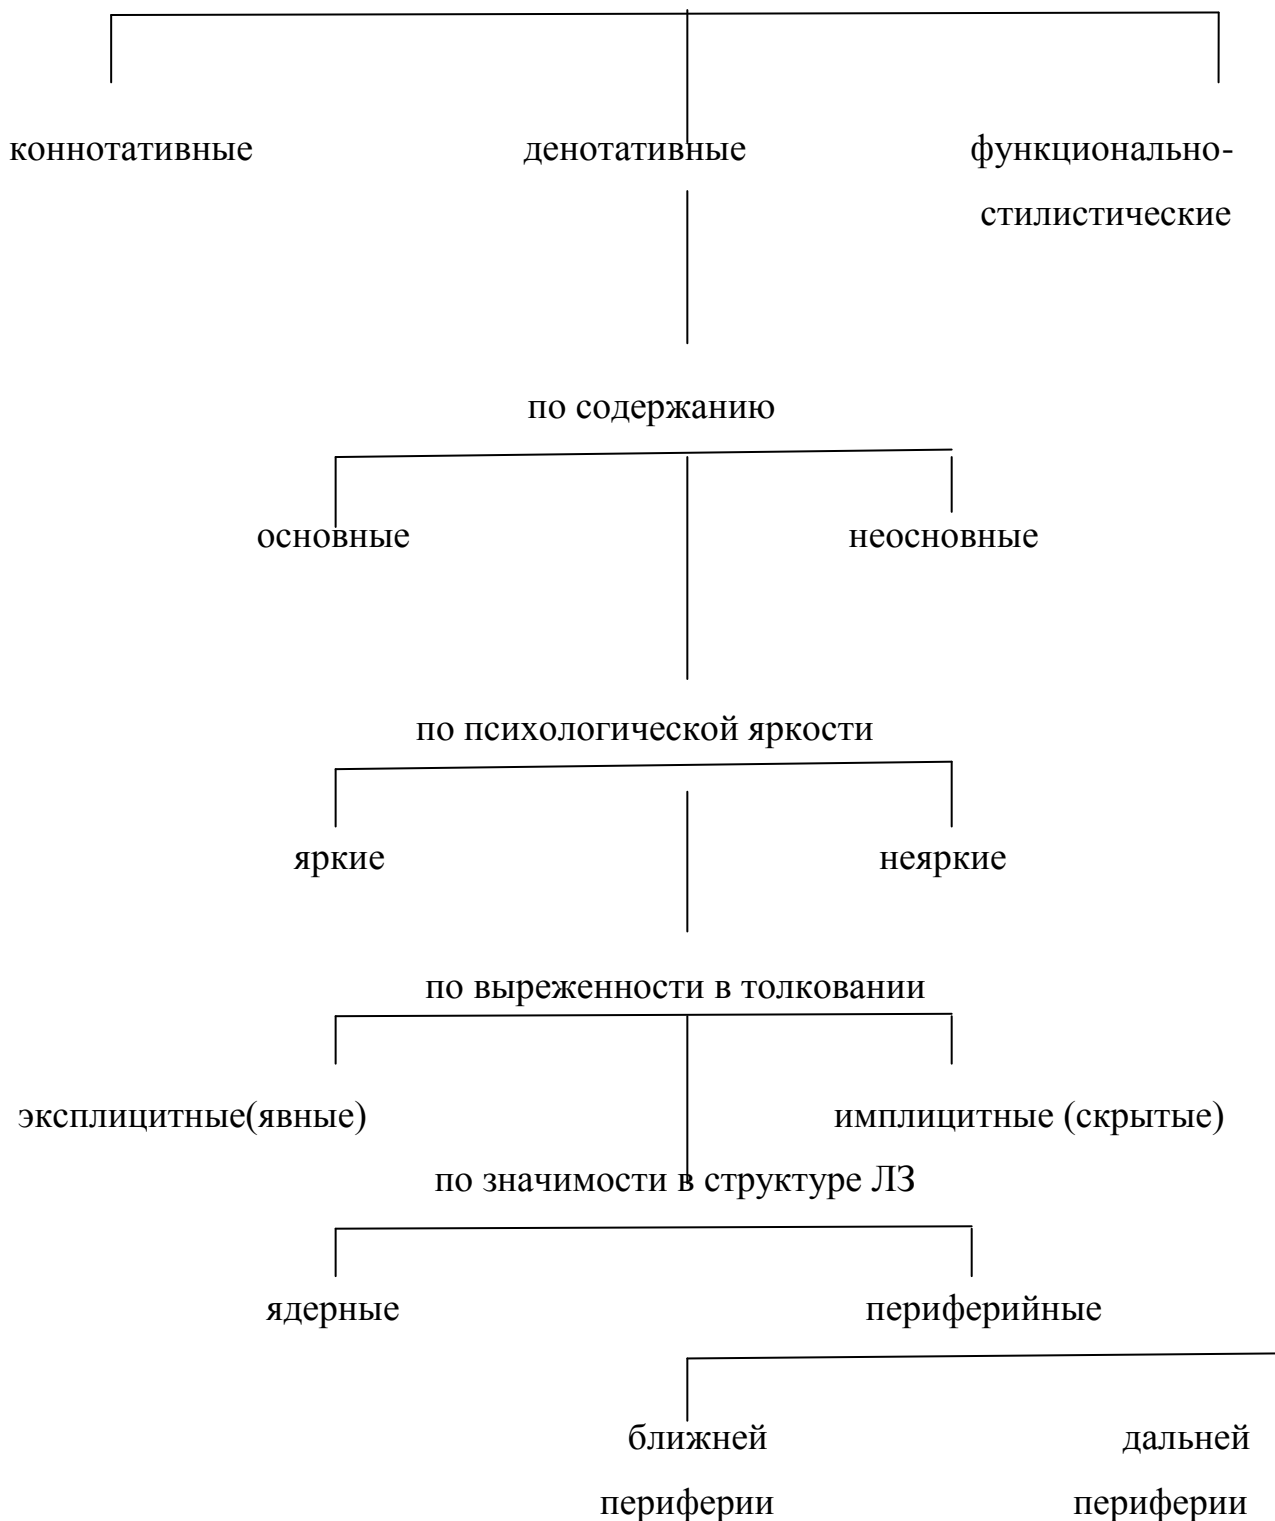 коннотативные денотативные функционально-
стилистические
по содержанию
основные неосновные
по психологической яркости
яркие неяркие
по выреженности в толковании
эксплицитные(явные) имплицитные (скрытые)
по значимости в структуре ЛЗ
ядерные периферийные
ближней дальней
периферии периферии